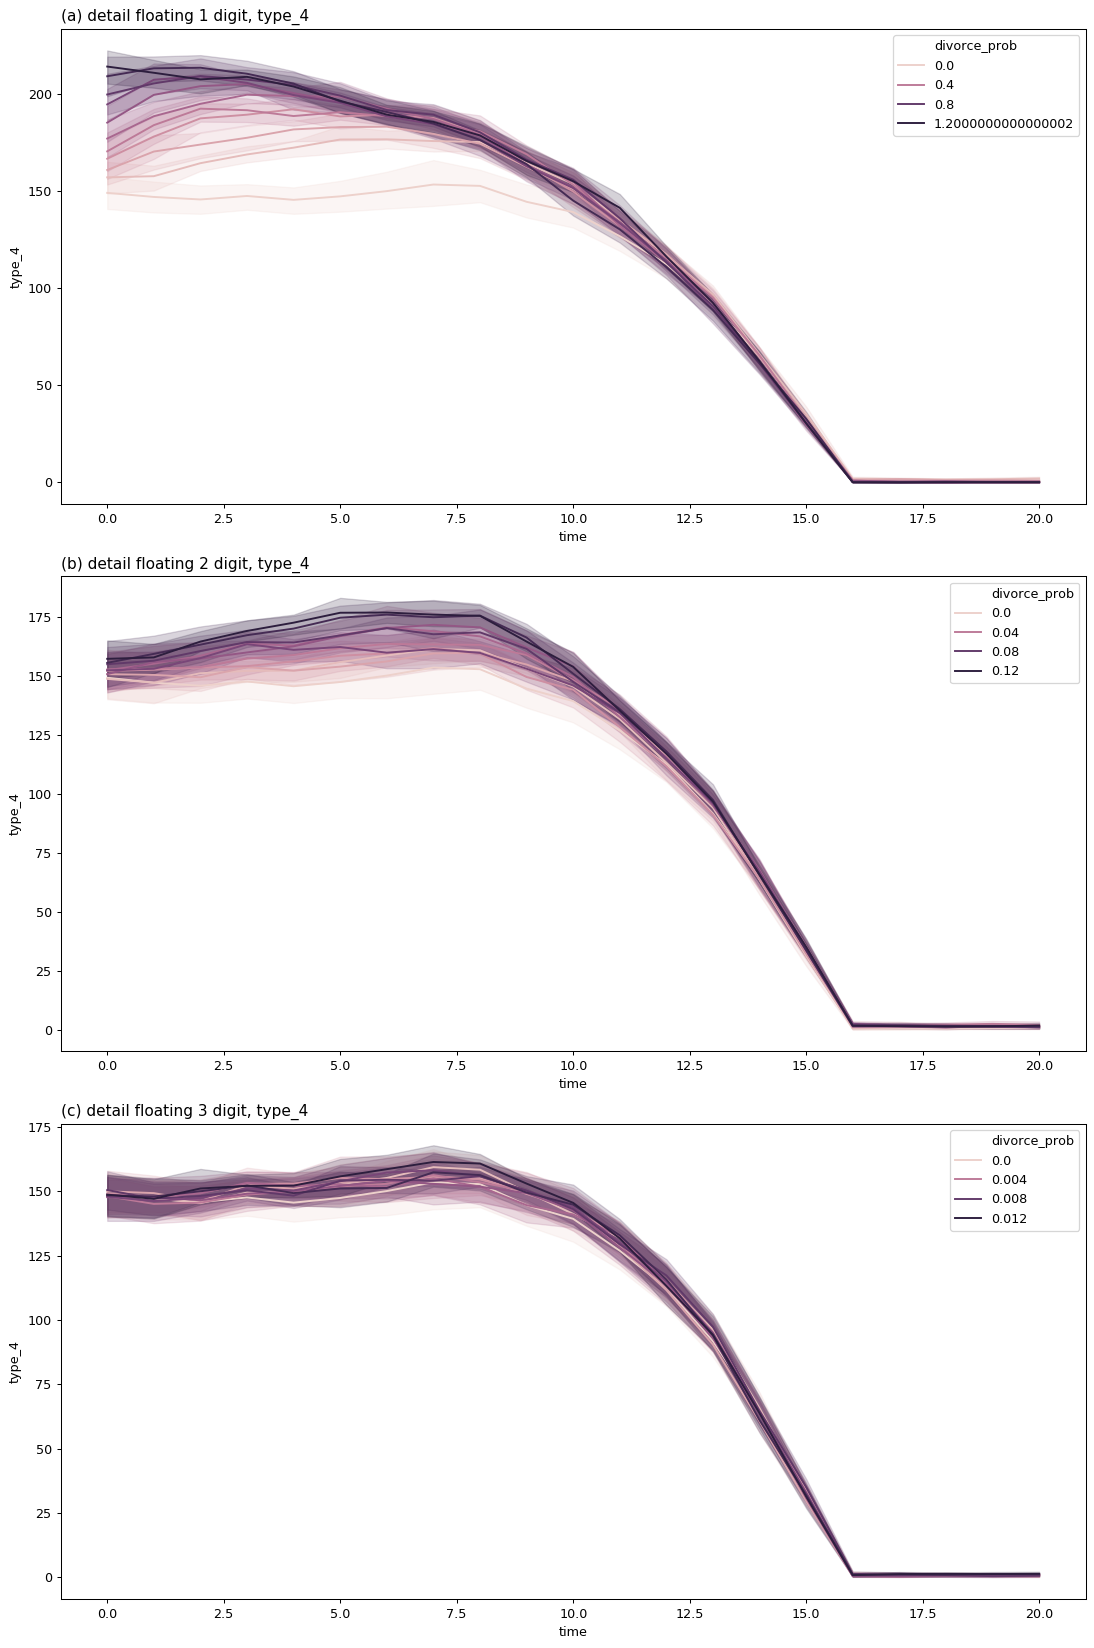 (a) detail floating 1 digit, type_4
divorce_prob
0.0
0.4
0.8
1.2000000000000002
200
150
100
50
0
type_4
0.0 2.5 5.0 7.5 10.0 12.5 15.0 17.5 20.0
time
(b) detail floating 2 digit, type_4
divorce_prob
0.0
0.04
0.08
0.12
175
150
125
100
75
50
25
0
type_4
0.0 2.5 5.0 7.5 10.0 12.5 15.0 17.5 20.0
time
(c) detail floating 3 digit, type_4
divorce_prob
0.0
0.004
0.008
0.012
175
150
125
100
75
50
25
0
type_4
0.0 2.5 5.0 7.5 10.0 12.5 15.0 17.5 20.0
time